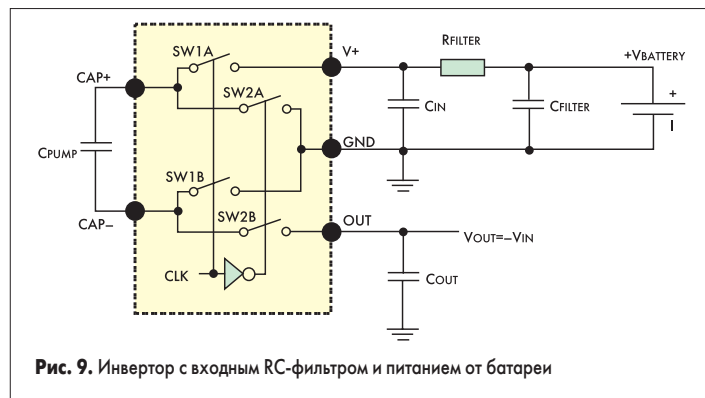 SW1A
V+
RFILTER
+VBATTERY
CAP+
SW2A
+
CIN
CFILTER
I
CPUMP
GND
SW1B
SW2B
OUT
CAP–
VOUT=–VIN
CLK
COUT
Рис. 9. Инвертор с входным RC-фильтром и питанием от батареи